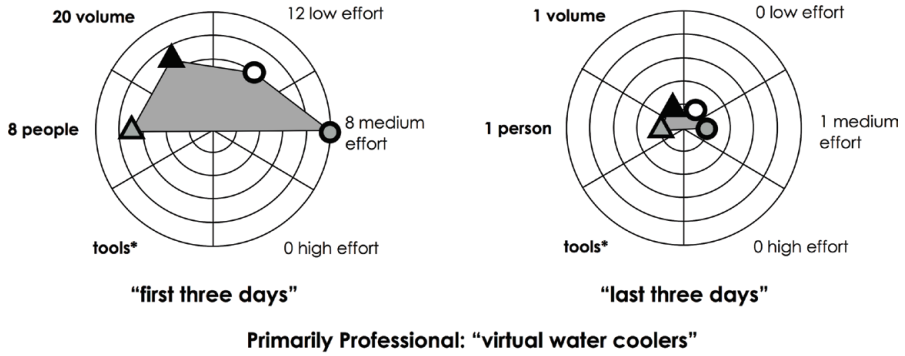 20 volume
12 low effort
8 people
8 medium
effort
tools*
0 high effort
"first three days"
1 volume
0 low effort
1 person
1 medium
effort
tools*
0 high effort
"last three days"
Primarily Professional: "virtual water coolers"